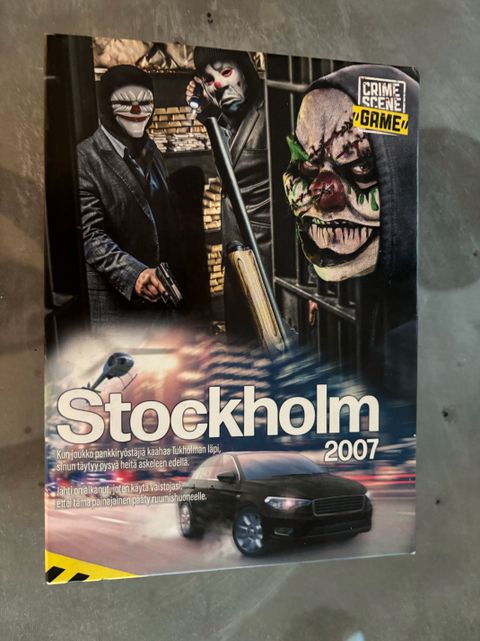 CRIME
SCENE
GAME
Stockholm
2007
Kun joukko pankkiryöstäjiä kaahaa Tukholman läpi,
sinun täytyy pysyä heitä askeleen edellä.
Jahti on alkanut, joten käytä vaistojasi,
ettei tämä painajainen pääty ruumishuoneelle.